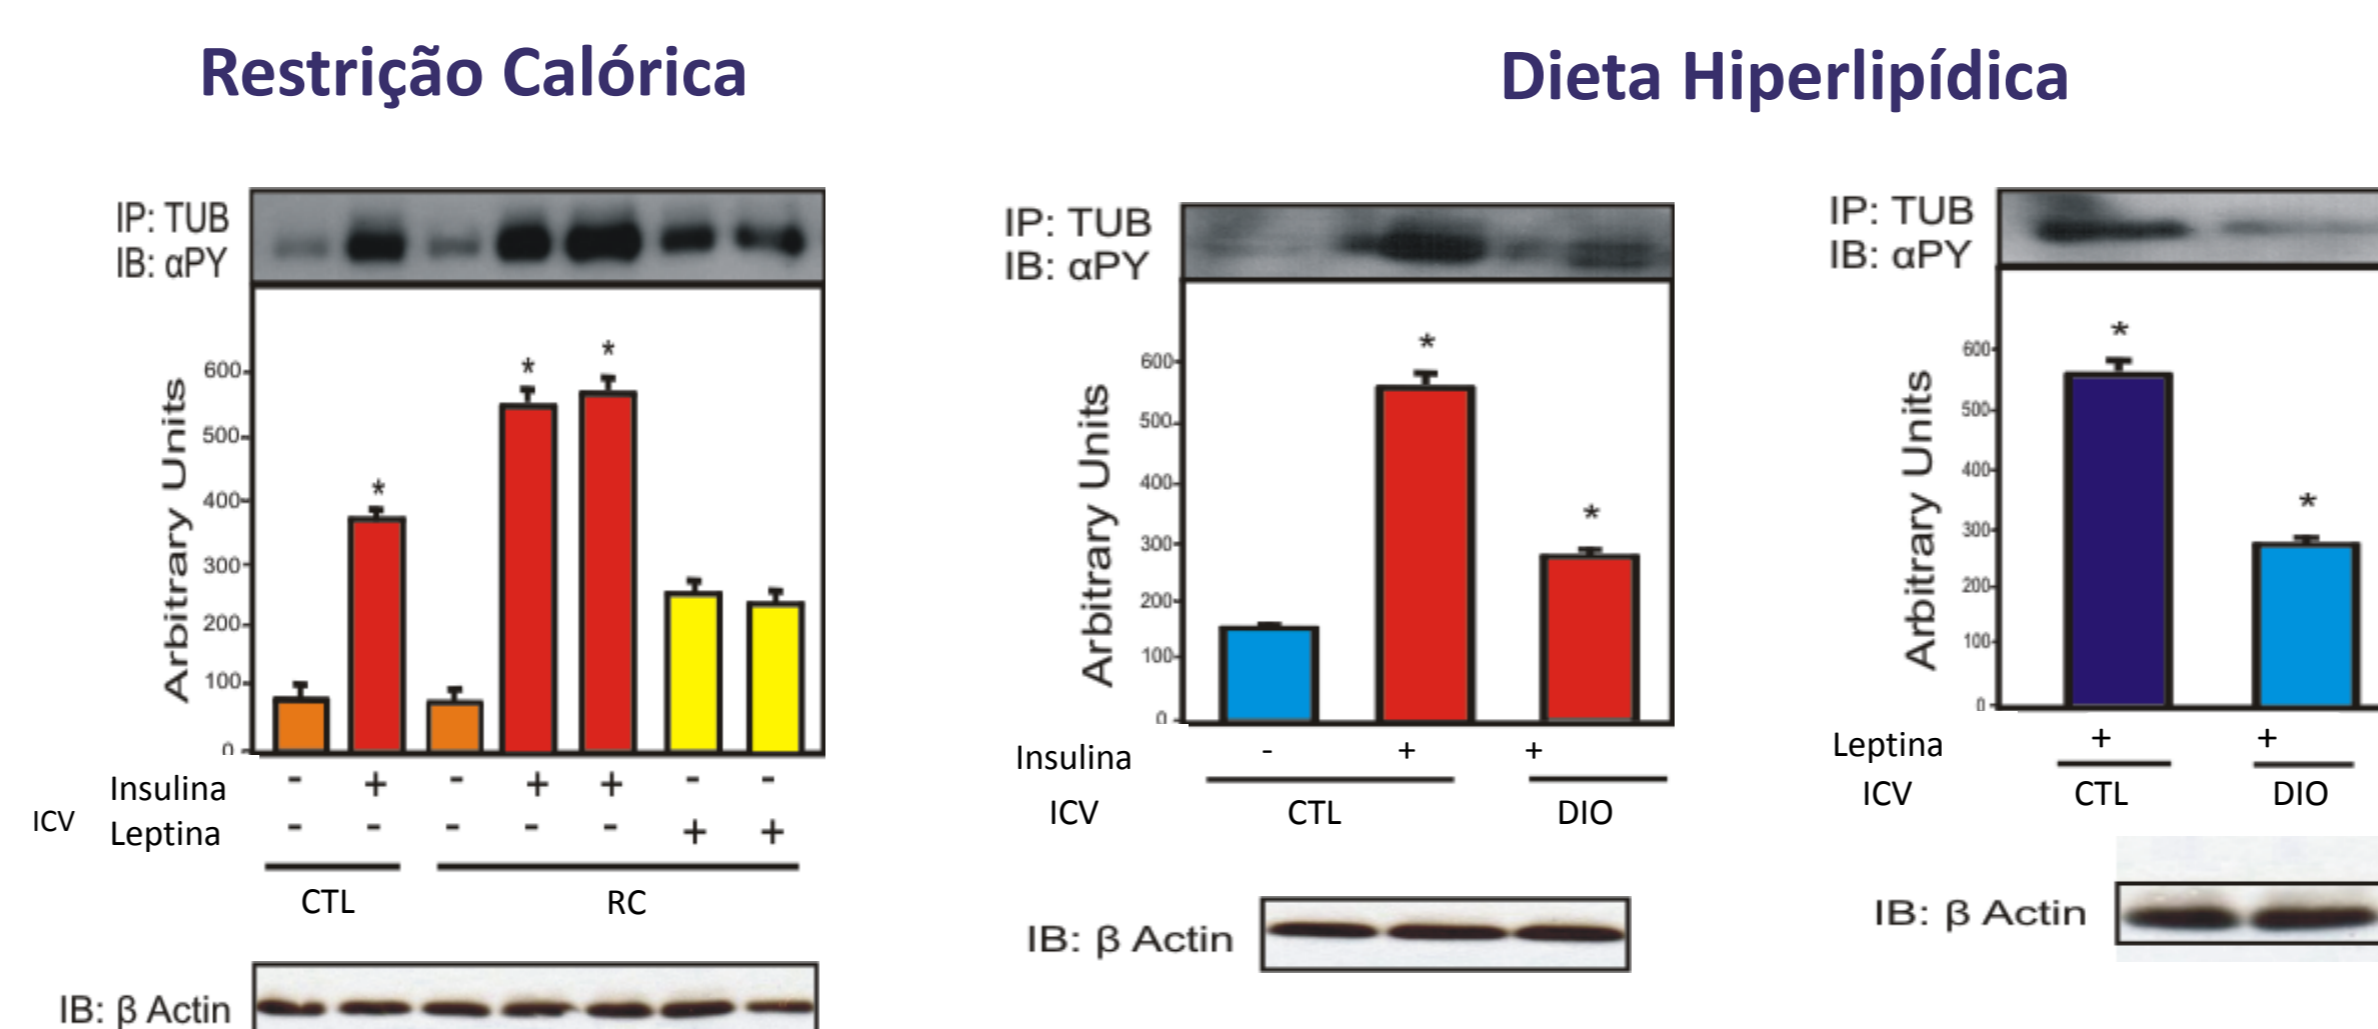 Restrição Calórica
IP: TUB
IB: αPY
*
*
*
Arbitrary Units
600
500
400
300
200
100
0
Insulina - + - + + - -
ICV
Leptina - - - - - + +
CTL RC
IB: β Actin
Dieta Hiperlipídica
IP: TUB
IB: αPY
*
*
Arbitrary Units
600
500
400
300
200
100
0
Insulina - + +
ICV CTL DIO
IB: β Actin
IP: TUB
IB: αPY
*
*
Arbitrary Units
600
500
400
300
200
100
0
Leptina + +
ICV CTL DIO
IB: β Actin